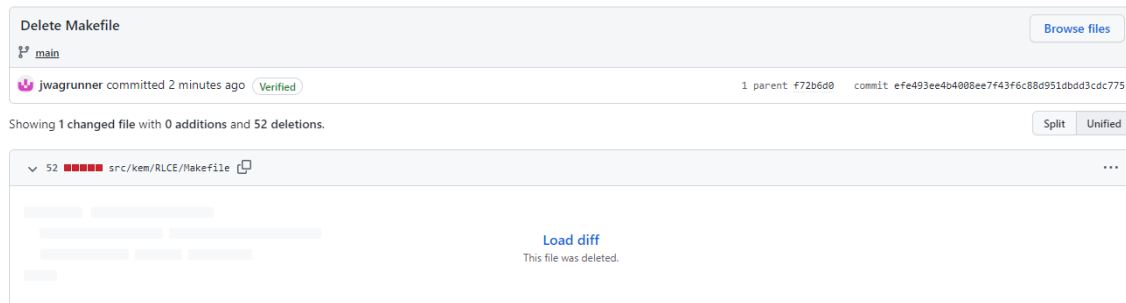 Delete Makefile
Browse files
main
jwagrunner committed 2 minutes ago Verified
1 parent f72b6d0 commit efe493ee4b4008ee7f43f6c88d951dbdd3cdc775
Showing 1 changed file with 0 additions and 52 deletions.
Split Unified
52 src/kem/RLCE/Makefile
Load diff
This file was deleted.